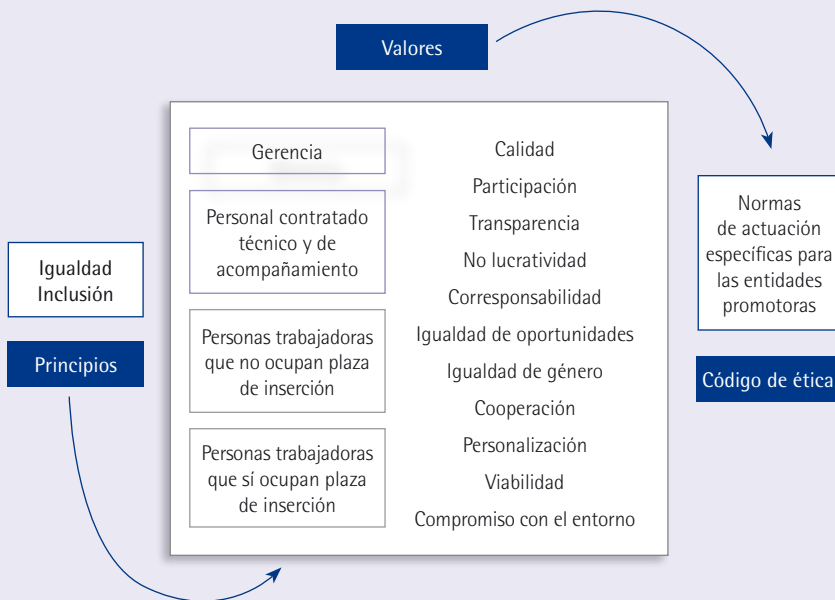 Valores
Gerencia
Personal contratado
técnico y de
acompañamiento
Personas trabajadoras
que no ocupan plaza
de inserción
Personas trabajadoras
que sí ocupan plaza
de inserción
Calidad
Participación
Transparencia
No lucratividad
Corresponsabilidad
Igualdad de oportunidades
Igualdad de género
Cooperación
Personalización
Viabilidad
Compromiso con el entorno
Igualdad
Inclusión
Principios
Normas
de actuación
específicas para
las entidades
promotoras
Código de ética